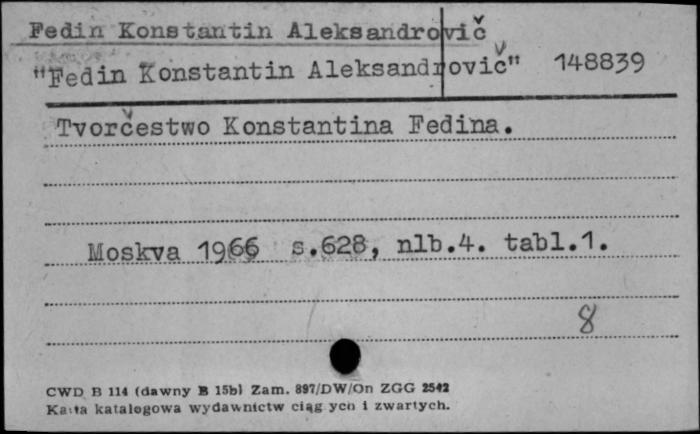 Fedin Konstantin Aleksandrovič
"Fedin Konstantin Aleksandrovič" 148839
Tvorčestwo Konstantina Fedina.
Moskva 1966 s.628, nlb.4. tabl.1.
8
CWD B 114 (dawny B 15b) Zam. 897/DW/On ZGG 2542
Karta katalogowa wydawnictw ciągłych i zwartych.